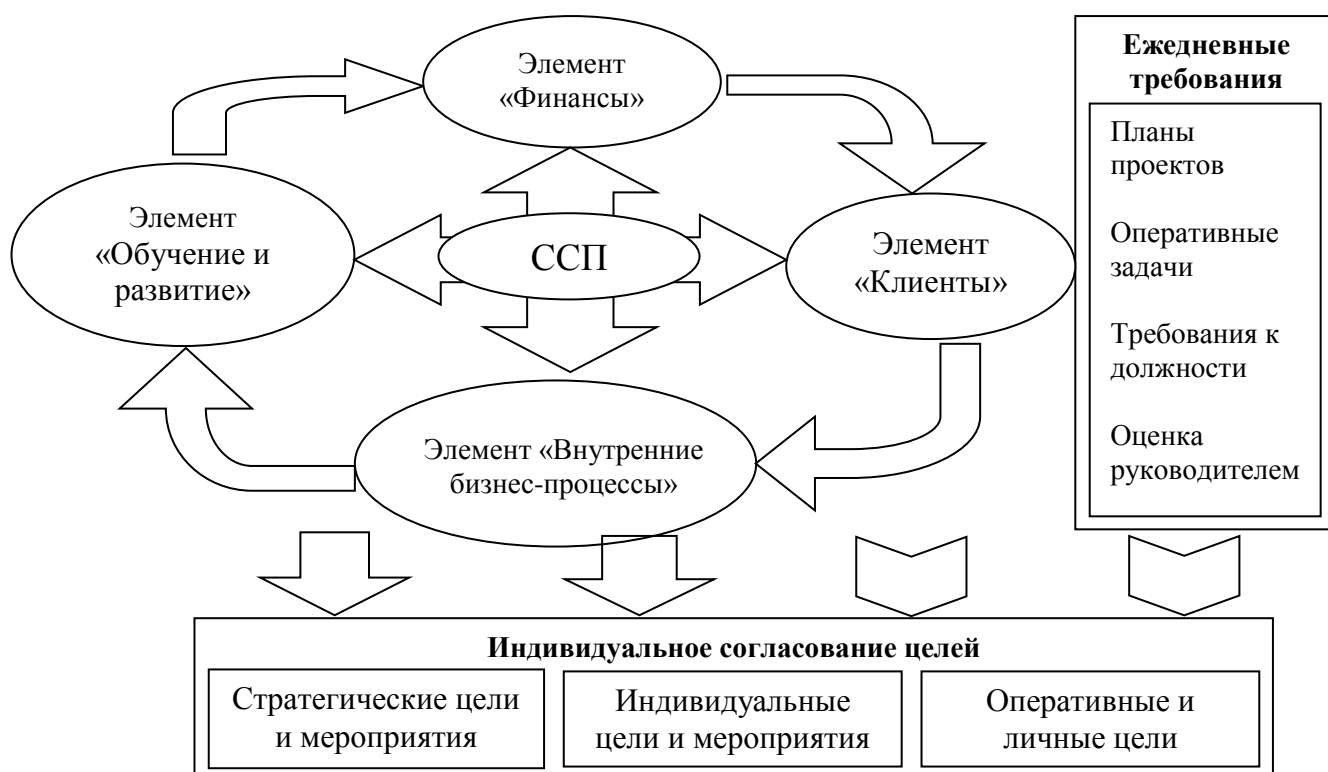 Элемент
«Финансы»
Ежедневные
требования
Планы
проектов
Оперативные
задачи
Требования к
должности
Оценка
руководителем
Элемент
«Обучение и
развитие»
ССП
Элемент
«Клиенты»
Элемент «Внутренние
бизнес-процессы»
Индивидуальное согласование целей
Стратегические цели
и мероприятия
Индивидуальные
цели и мероприятия
Оперативные и
личные цели